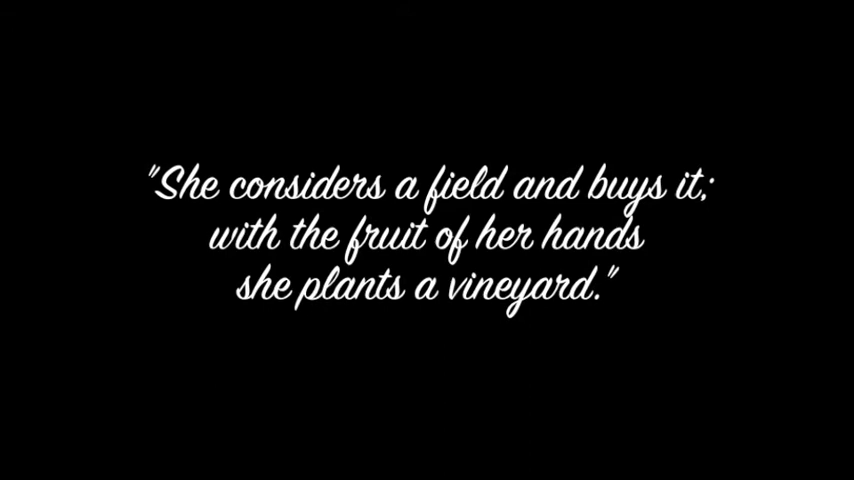 "She considers a field and buys it;
with the fruit of her hands
she plants a vineyard."